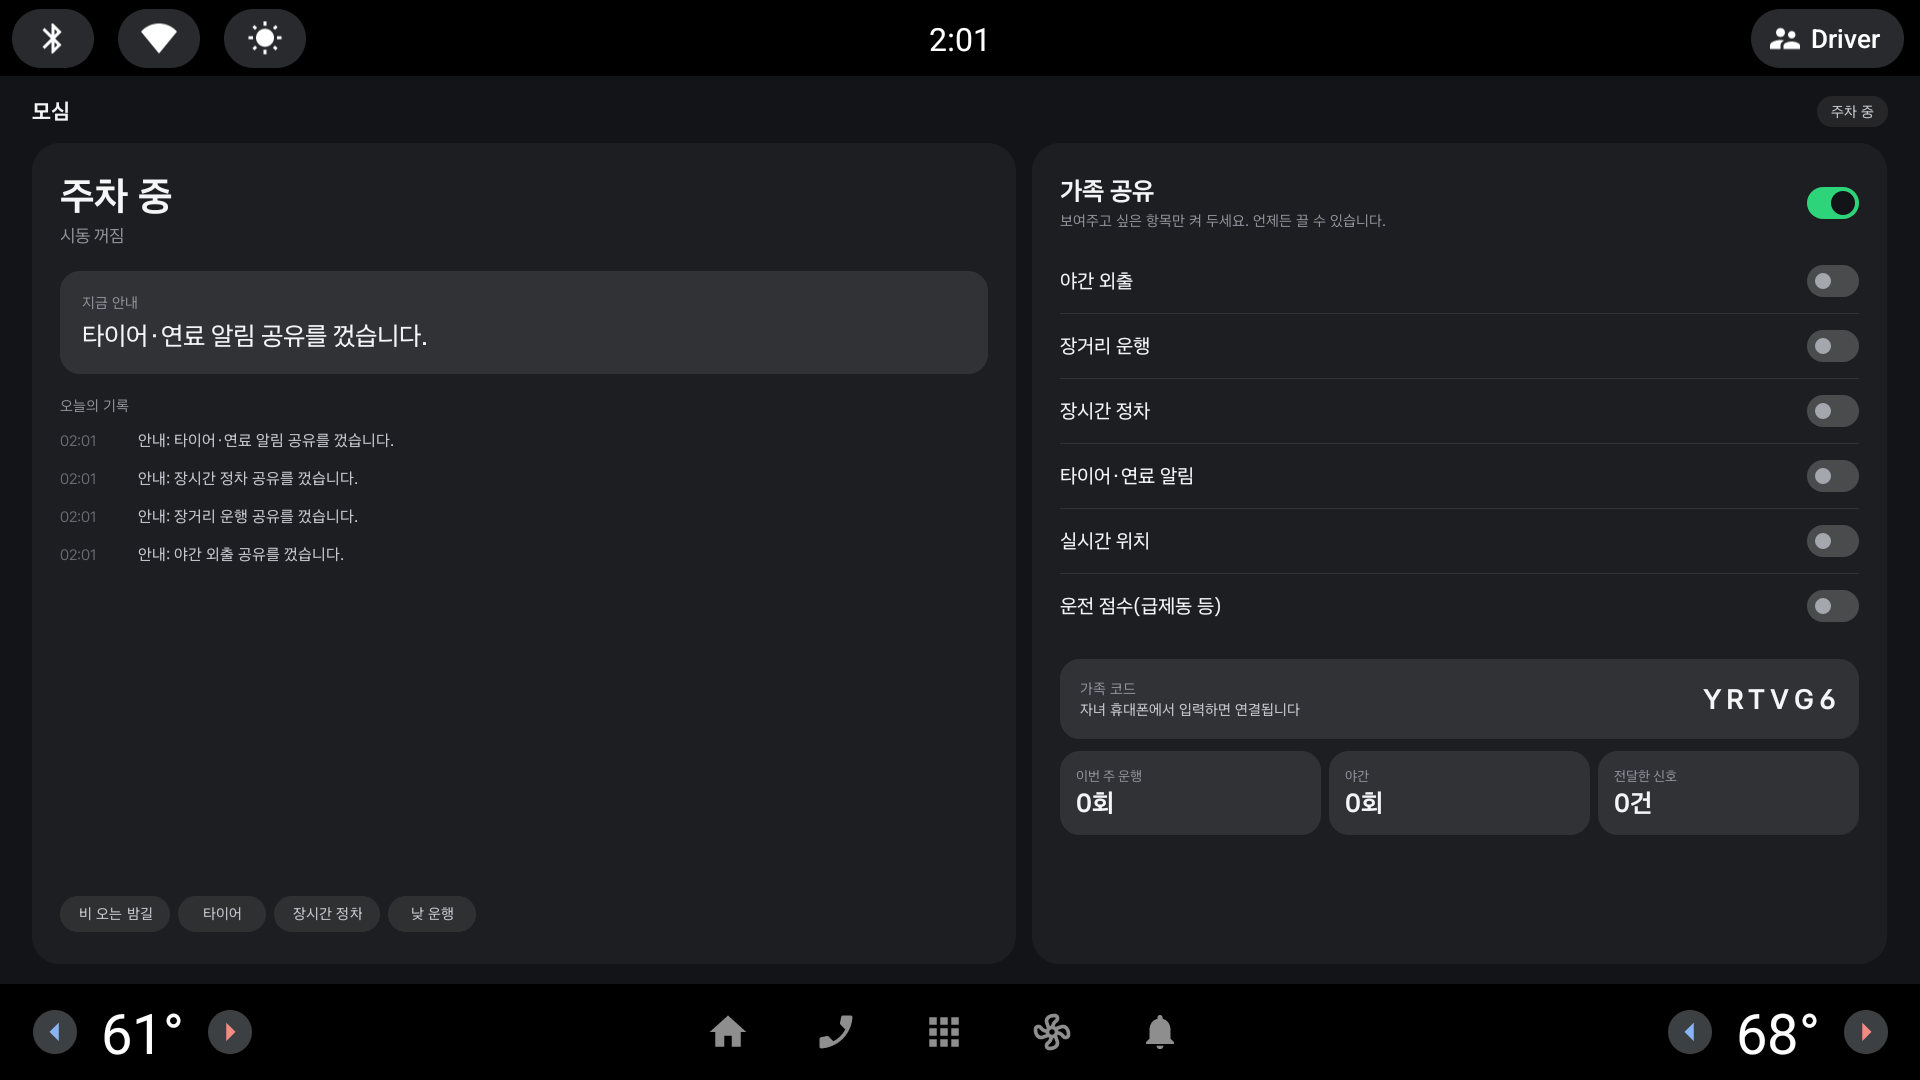 2:01
Driver
모심
주차 중
주차 중
시동 꺼짐
지금 안내
타이어·연료 알림 공유를 껐습니다.
오늘의 기록
02:01 안내: 타이어·연료 알림 공유를 껐습니다.
02:01 안내: 장시간 정차 공유를 껐습니다.
02:01 안내: 장거리 운행 공유를 껐습니다.
02:01 안내: 야간 외출 공유를 껐습니다.
비 오는 밤길
타이어
장시간 정차
낮 운행
가족 공유
보여주고 싶은 항목만 켜 두세요. 언제든 끌 수 있습니다.
야간 외출
장거리 운행
장시간 정차
타이어·연료 알림
실시간 위치
운전 점수(급제동 등)
가족 코드
자녀 휴대폰에서 입력하면 연결됩니다
YRTVG6
이번 주 운행
0회
야간
0회
전달한 신호
0건
61°
68°